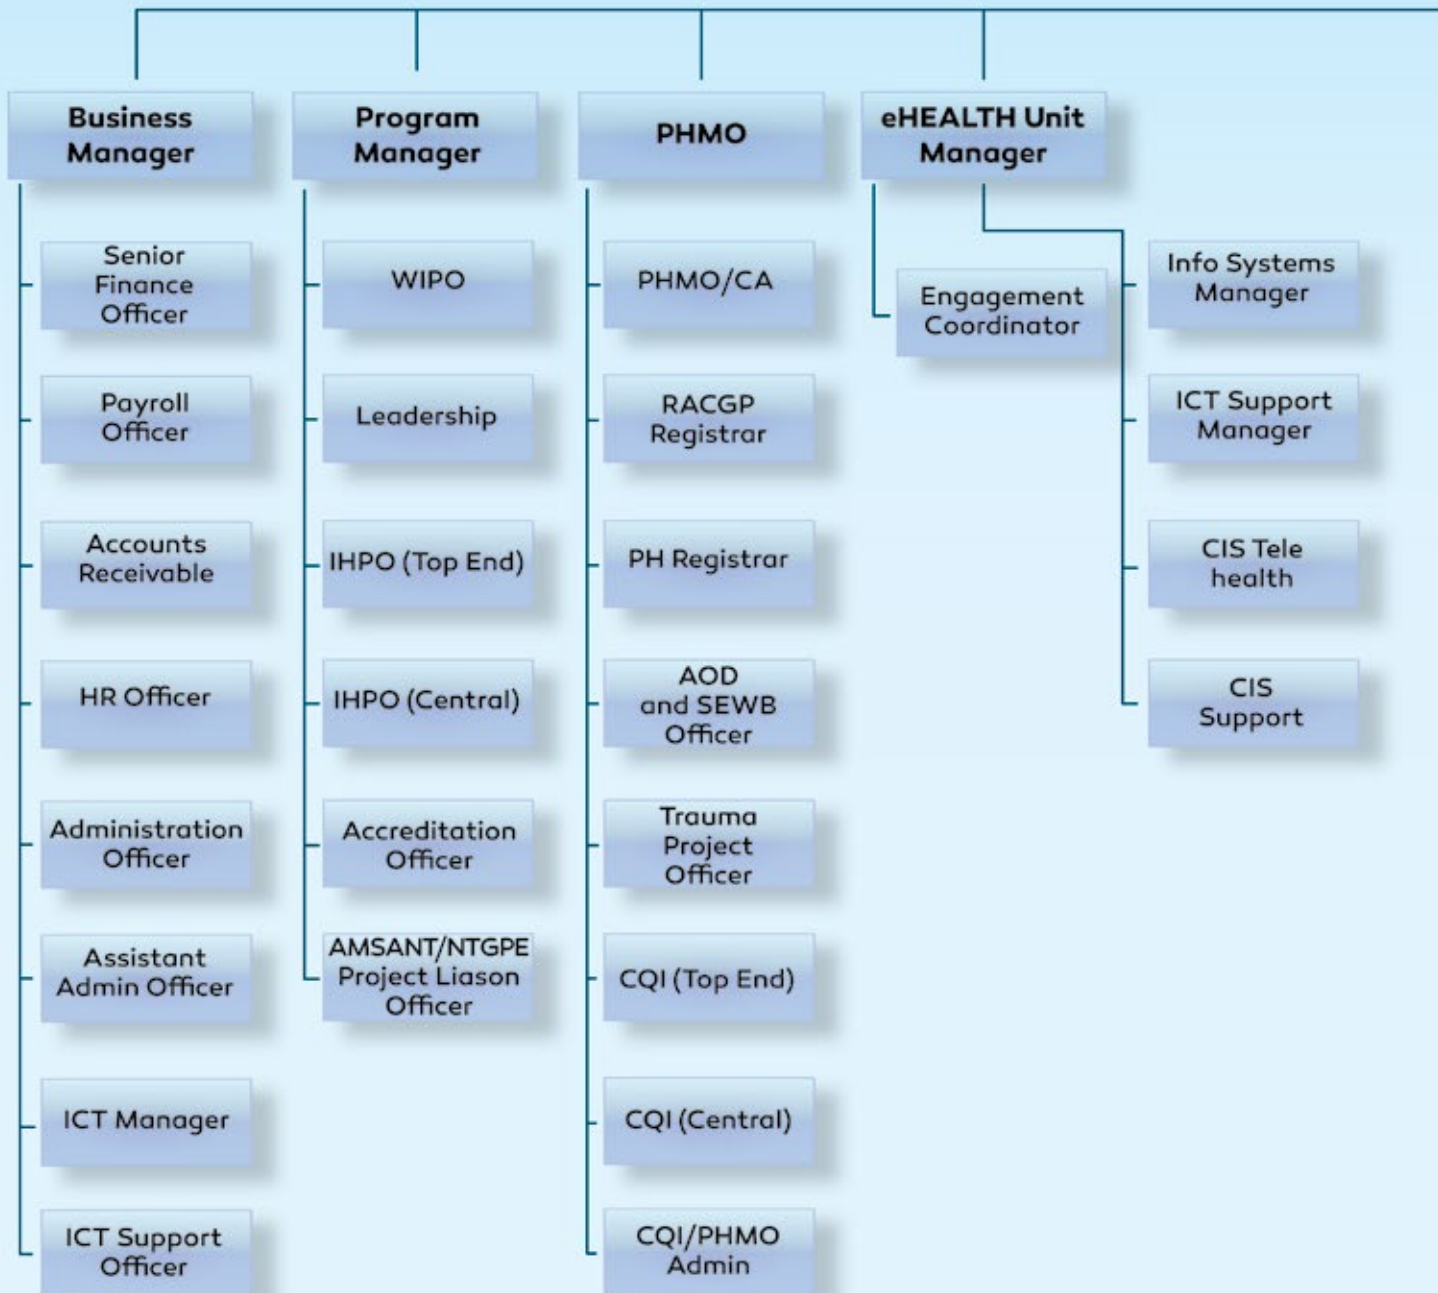 Business
Manager
Senior
Finance
Officer
Payroll
Officer
Accounts
Receivable
HR Officer
Administration
Officer
Assistant
Admin Officer
ICT Manager
ICT Support
Officer
Program
Manager
WIPO
Leadership
IHPO (Top End)
IHPO (Central)
Accreditation
Officer
AMSANT/NTGPE
Project Liason
Officer
PHMO
PHMO/CA
RACGP
Registrar
PH Registrar
AOD
and SEWB
Officer
Trauma
Project
Officer
CQI (Top End)
CQI (Central)
CQI/PHMO
Admin
eHEALTH Unit
Manager
Engagement
Coordinator
Info Systems
Manager
ICT Support
Manager
CIS Tele
health
CIS
Support